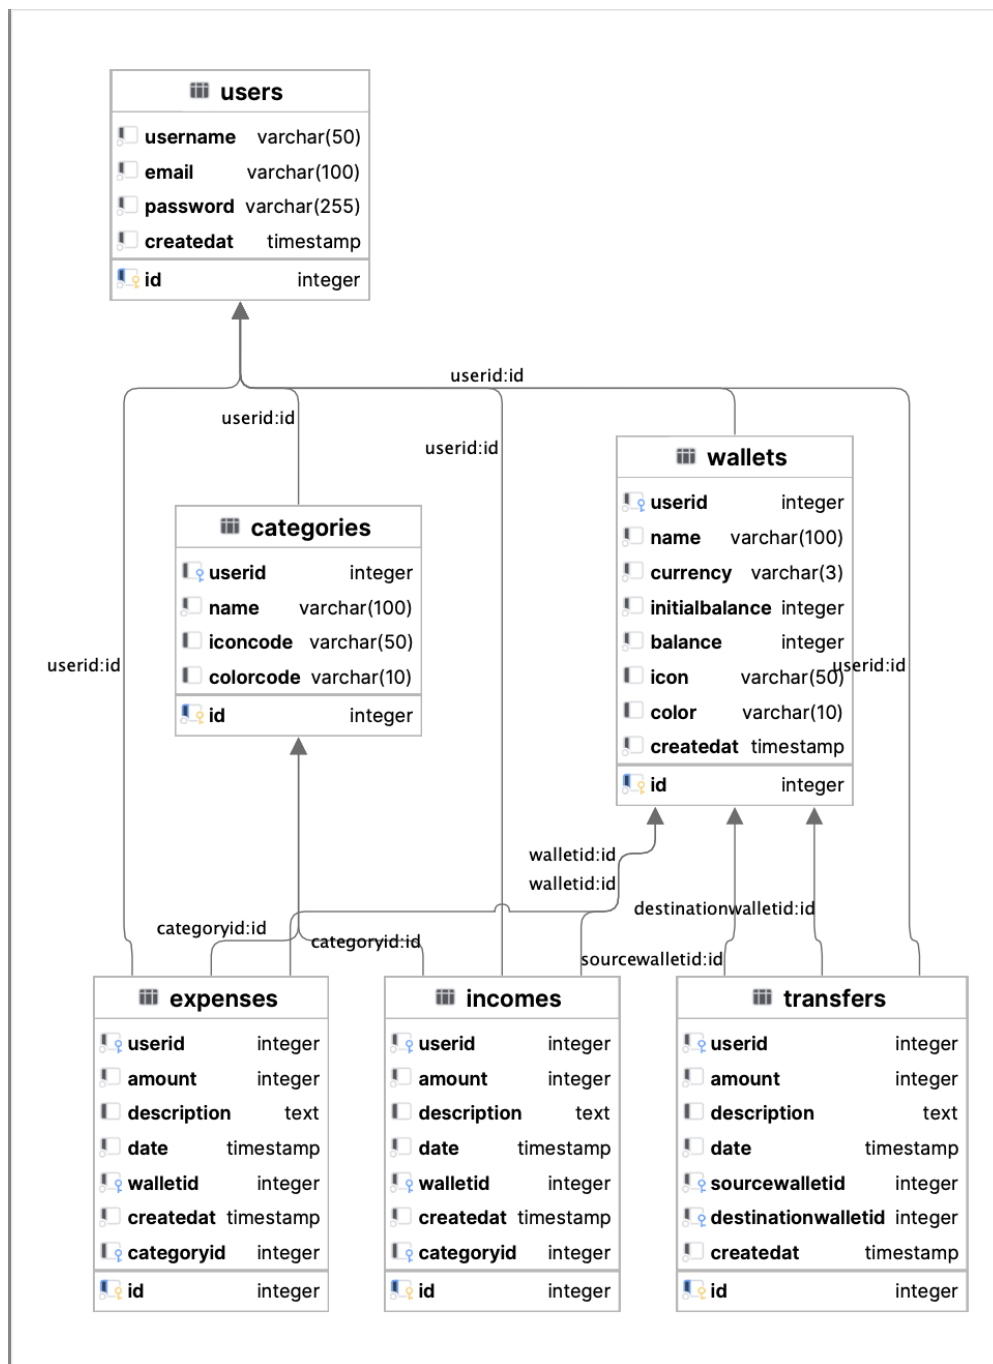 users
username varchar(50)
email varchar(100)
password varchar(255)
createdat timestamp
id integer
userid:id
userid:id
userid:id
wallets
userid integer
name varchar(100)
currency varchar(3)
initialbalance integer
balance integer
icon varchar(50)
color varchar(10)
createdat timestamp
id integer
categories
userid integer
name varchar(100)
iconcode varchar(50)
colorcode varchar(10)
id integer
userid:id
userid:id
walletid:id
walletid:id
destinationwalletid:id
categoryid:id
categoryid:id
sourcewalletid:id
expenses
userid integer
amount integer
description text
date timestamp
walletid integer
createdat timestamp
categoryid integer
id integer
incomes
userid integer
amount integer
description text
date timestamp
walletid integer
createdat timestamp
categoryid integer
id integer
transfers
userid integer
amount integer
description text
date timestamp
sourcewalletid integer
destinationwalletid integer
createdat timestamp
id integer